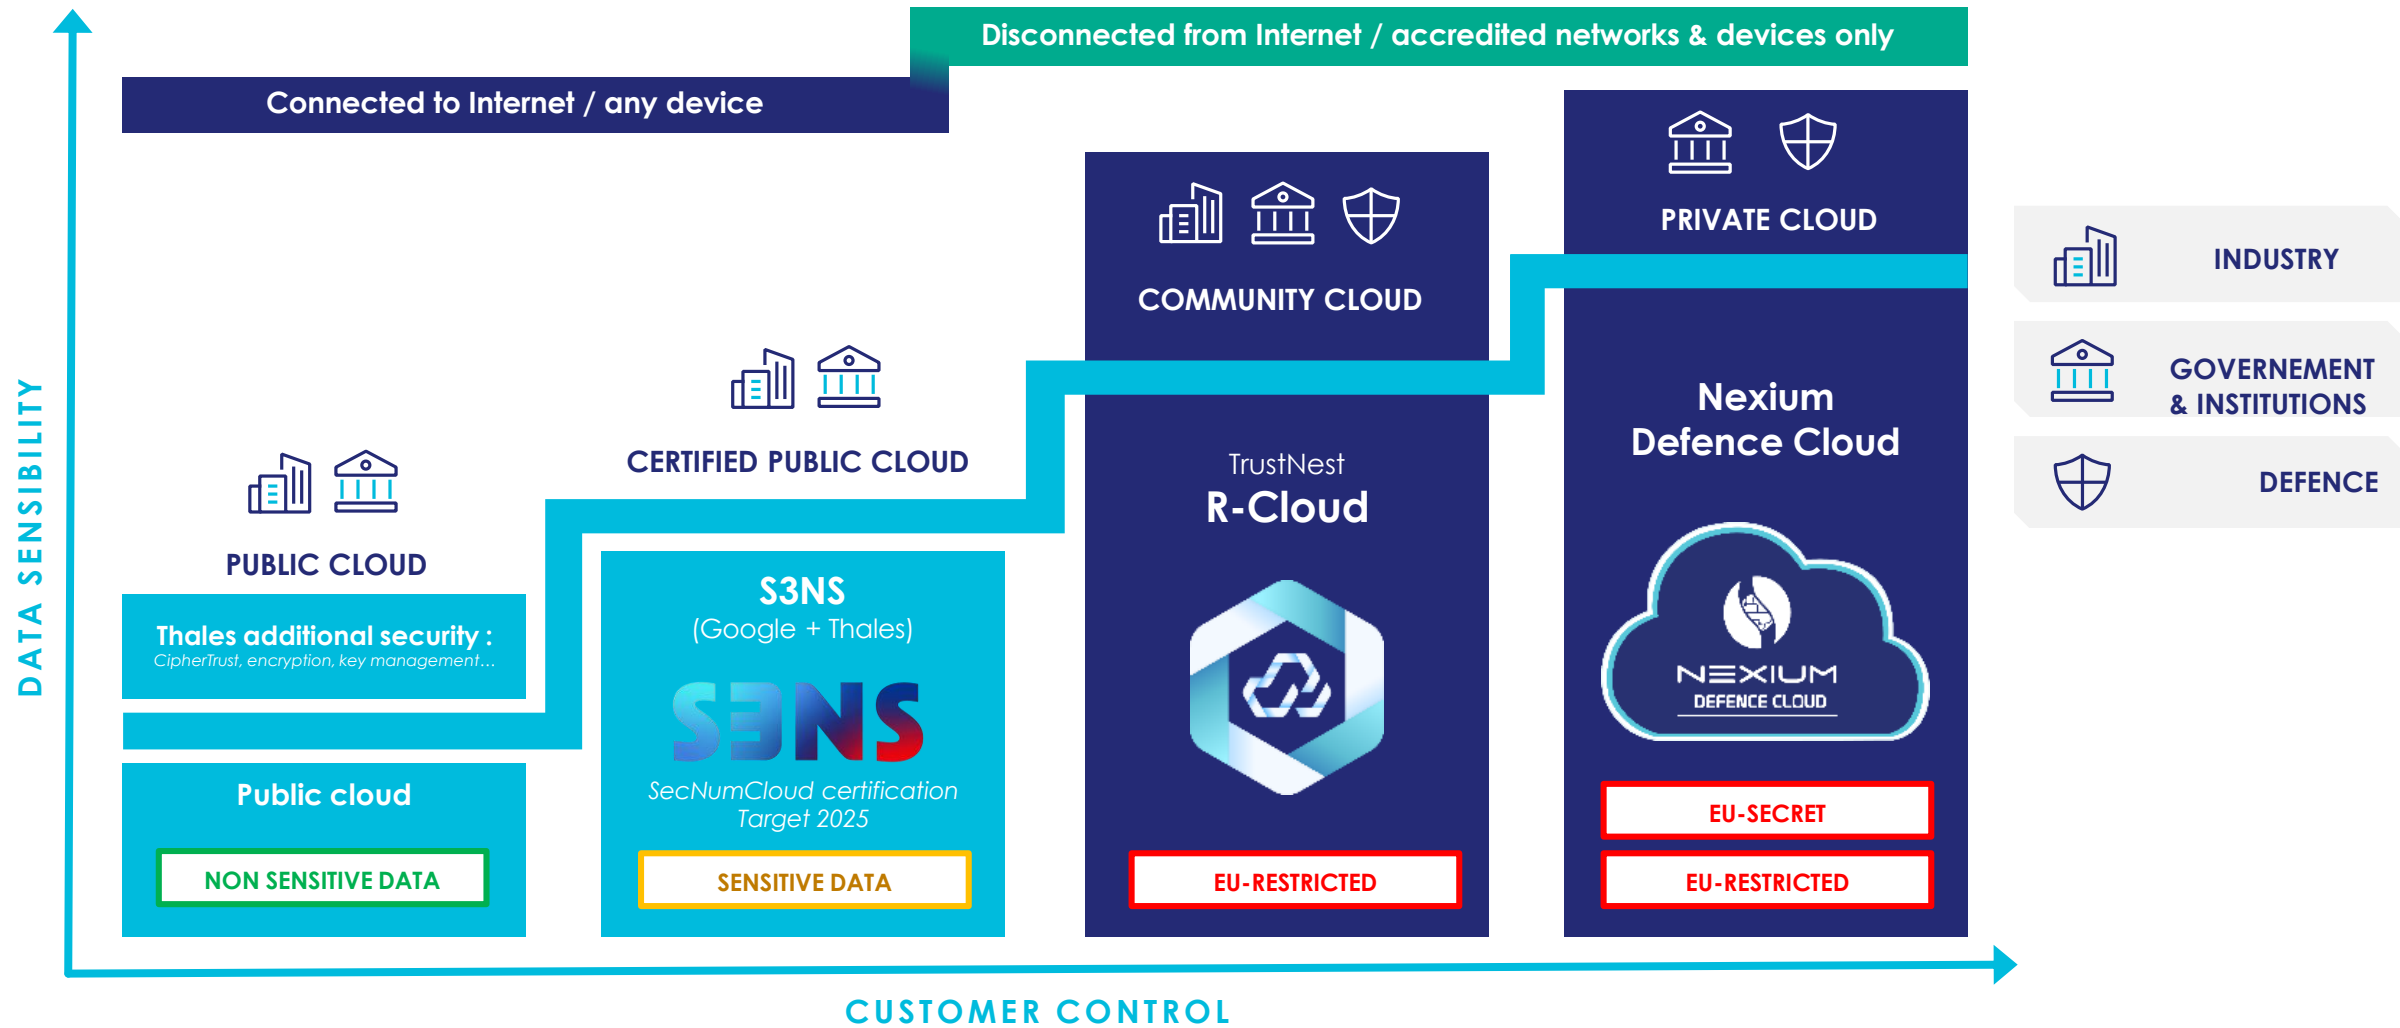 Disconnected from Internet / accredited networks & devices only
Connected to Internet / any device
DATA SENSIBILITY
PUBLIC CLOUD
Thales additional security :
CipherTrust, encryption, key management...
Public cloud
NON SENSITIVE DATA
CERTIFIED PUBLIC CLOUD
S3NS
(Google + Thales)
S3NS
SecNumCloud certification
Target 2025
SENSITIVE DATA
COMMUNITY CLOUD
TrustNest
R-Cloud
EU-RESTRICTED
PRIVATE CLOUD
Nexium
Defence Cloud
NEXIUM
DEFENCE CLOUD
EU-SECRET
EU-RESTRICTED
INDUSTRY
GOVERNEMENT
& INSTITUTIONS
DEFENCE
CUSTOMER CONTROL